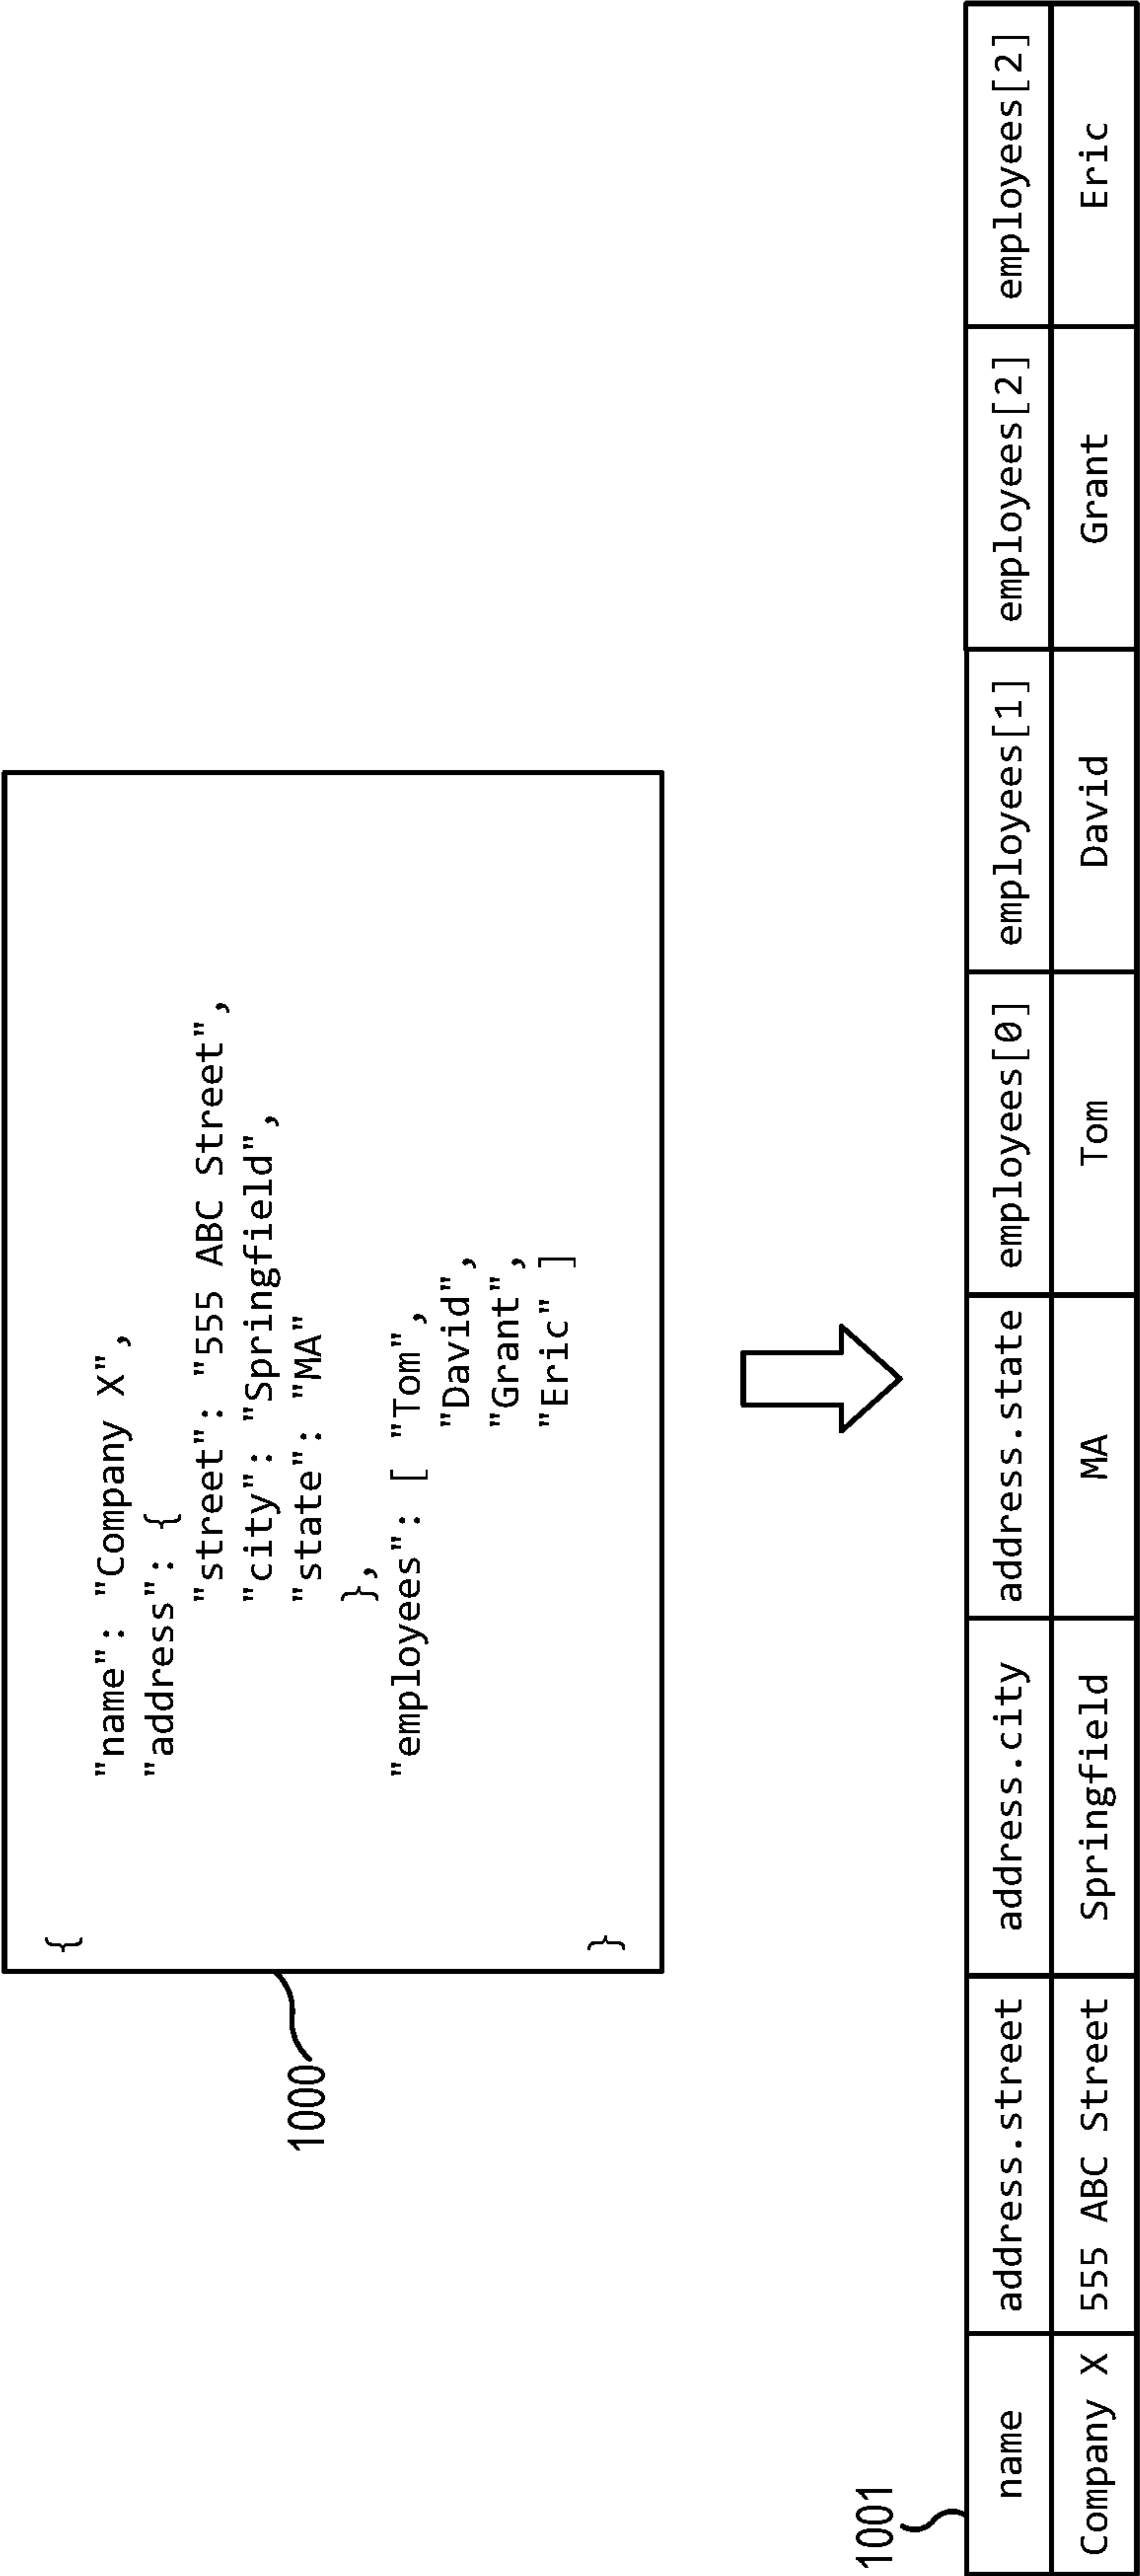 {
"name": "Company X",
"address": {
"street": "555 ABC Street",
"city": "Springfield",
"state": "MA"
},
"employees": [ "Tom",
"David",
"Grant",
"Eric" ]
}
1000
1001
name address.street address.city address.state employees[0] employees[1] employees[2] employees[2]
Company X 555 ABC Street Springfield MA Tom David Grant Eric